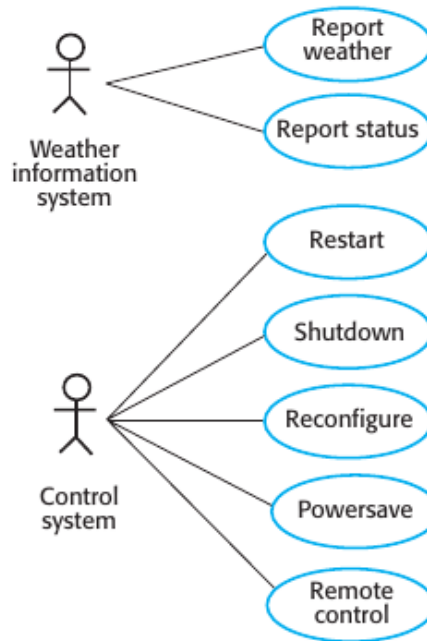 Report
weather
Report status
Weather
information
system
Restart
Shutdown
Reconfigure
Control
system
Powersave
Remote
control